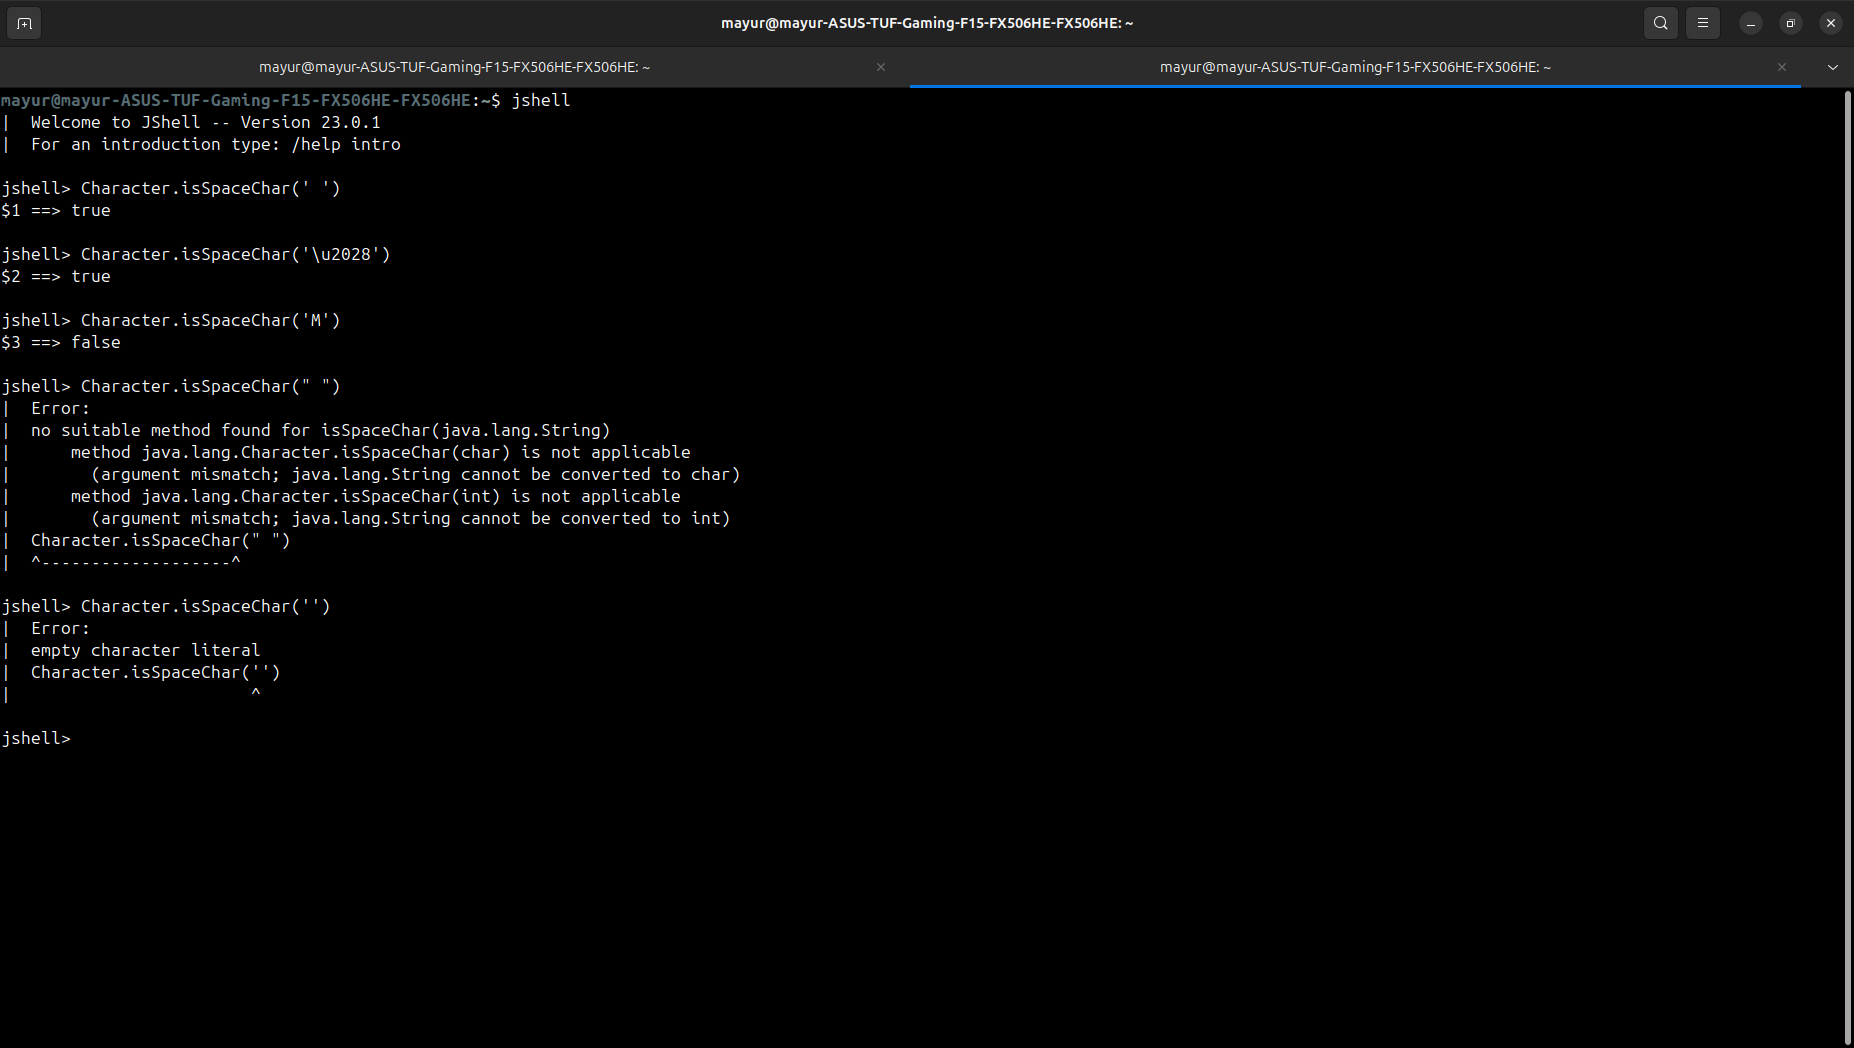 mayur@mayur-ASUS-TUF-Gaming-F15-FX506HE-FX506HE: ~
mayur@mayur-ASUS-TUF-Gaming-F15-FX506HE-FX506HE: ~
mayur@mayur-ASUS-TUF-Gaming-F15-FX506HE-FX506HE: ~
mayur@mayur-ASUS-TUF-Gaming-F15-FX506HE-FX506HE:~$ jshell
|  Welcome to JShell -- Version 23.0.1
|  For an introduction type: /help intro
jshell> Character.isSpaceChar(' ')
$1 ==> true
jshell> Character.isSpaceChar('\u2028')
$2 ==> true
jshell> Character.isSpaceChar('M')
$3 ==> false
jshell> Character.isSpaceChar(" ")
|  Error:
|  no suitable method found for isSpaceChar(java.lang.String)
|      method java.lang.Character.isSpaceChar(char) is not applicable
|        (argument mismatch; java.lang.String cannot be converted to char)
|      method java.lang.Character.isSpaceChar(int) is not applicable
|        (argument mismatch; java.lang.String cannot be converted to int)
|  Character.isSpaceChar(" ")
|  ^-------------------^
jshell> Character.isSpaceChar('')
|  Error:
|  empty character literal
|  Character.isSpaceChar('')
|                        ^
jshell>